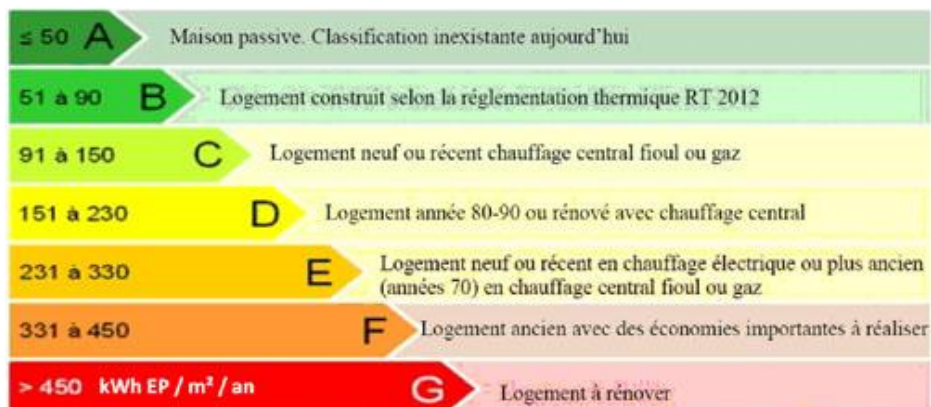 ≤ 50 A Maison passive. Classification inexistante aujourd'hui
51 à 90 B Logement construit selon la réglementation thermique RT 2012
91 à 150 C Logement neuf ou récent chauffage central fioul ou gaz
151 à 230 D Logement année 80-90 ou rénové avec chauffage central
231 à 330 E Logement neuf ou récent en chauffage électrique ou plus ancien
(années 70) en chauffage central fioul ou gaz
331 à 450 F Logement ancien avec des économies importantes à réaliser
> 450 kWh EP / m² / an G Logement à rénover